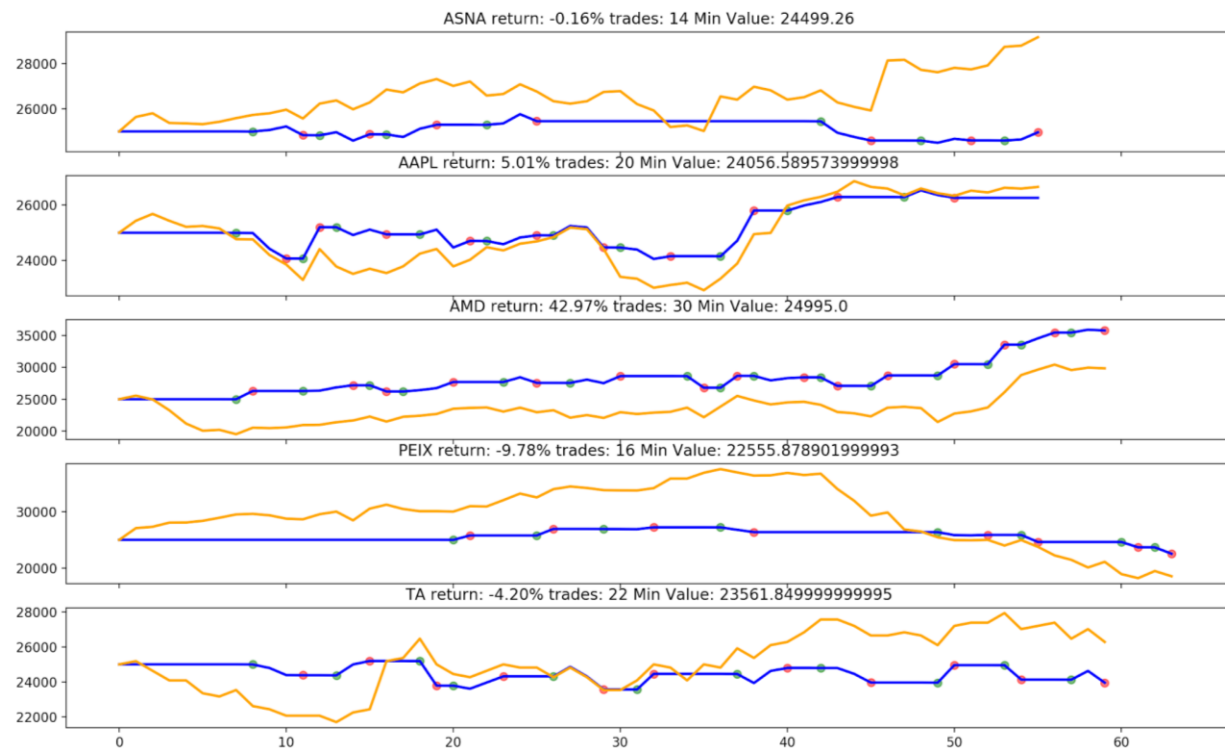 ASNA return: -0.16% trades: 14 Min Value: 24499.26
28000
26000
AAPL return: 5.01% trades: 20 Min Value: 24056.589573999998
26000
24000
AMD return: 42.97% trades: 30 Min Value: 24995.0
35000
30000
25000
20000
PEIX return: -9.78% trades: 16 Min Value: 22555.878901999993
30000
20000
TA return: -4.20% trades: 22 Min Value: 23561.849999999995
28000
26000
24000
22000
0 10 20 30 40 50 60